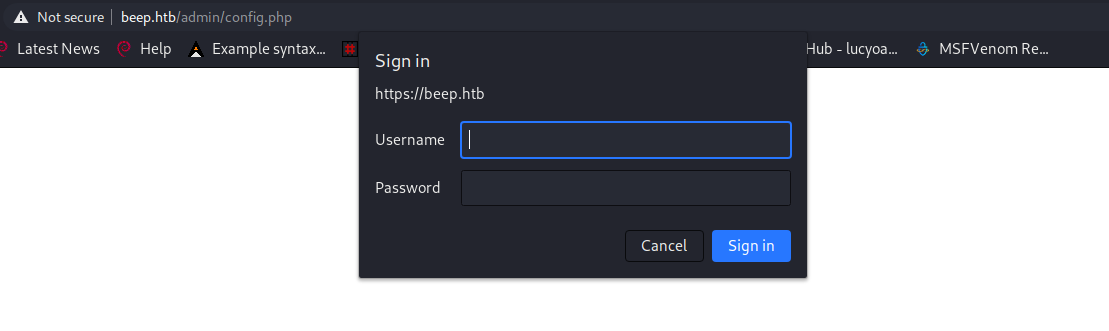 Not secure beep.htb/admin/config.php
Latest News Help Example syntax... Hub - lucyoa... MSFVenom Re...
Sign in
https://beep.htb
Username
Password
Cancel Sign in